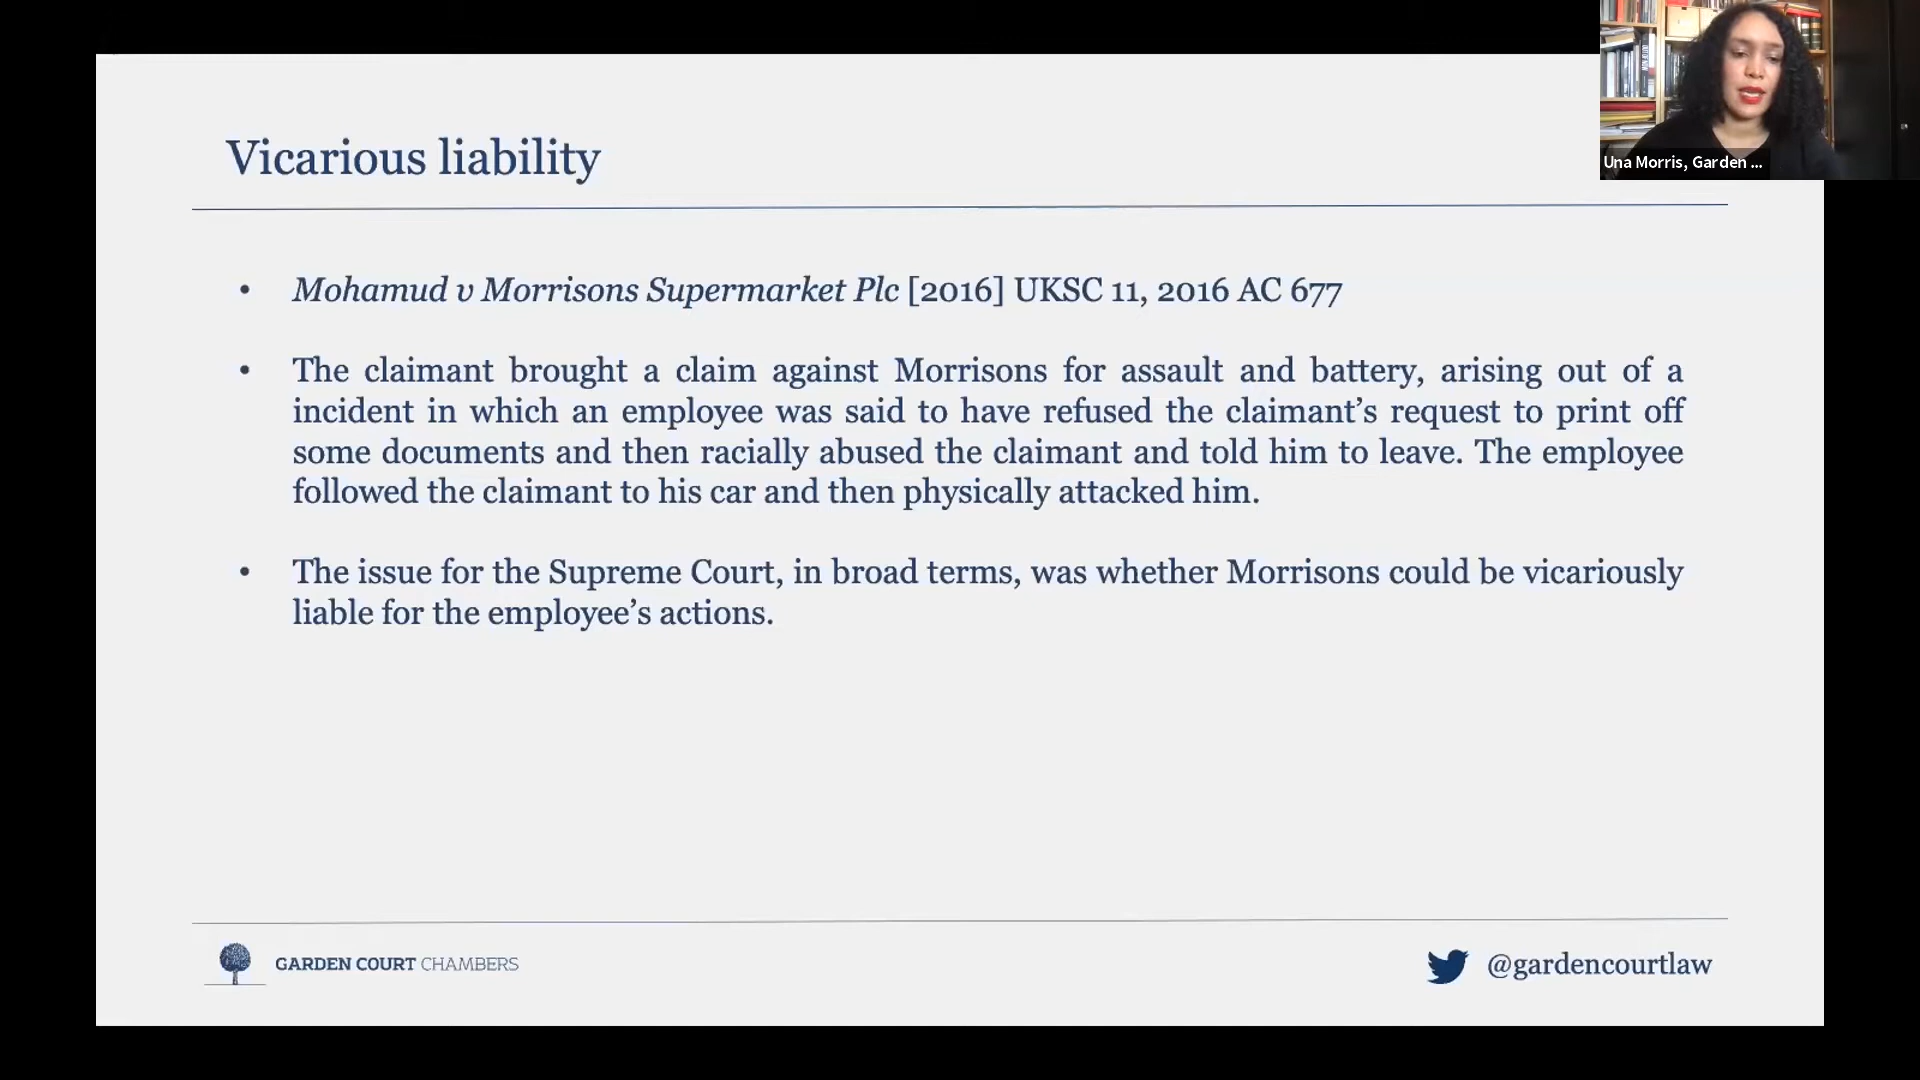 Una Morris, Garden ...
Vicarious liability
• Mohamud v Morrisons Supermarket Plc [2016] UKSC 11, 2016 AC 677
• The claimant brought a claim against Morrisons for assault and battery, arising out of a
incident in which an employee was said to have refused the claimant’s request to print off
some documents and then racially abused the claimant and told him to leave. The employee
followed the claimant to his car and then physically attacked him.
• The issue for the Supreme Court, in broad terms, was whether Morrisons could be vicariously
liable for the employee’s actions.
GARDEN COURT CHAMBERS
@gardencourtlaw